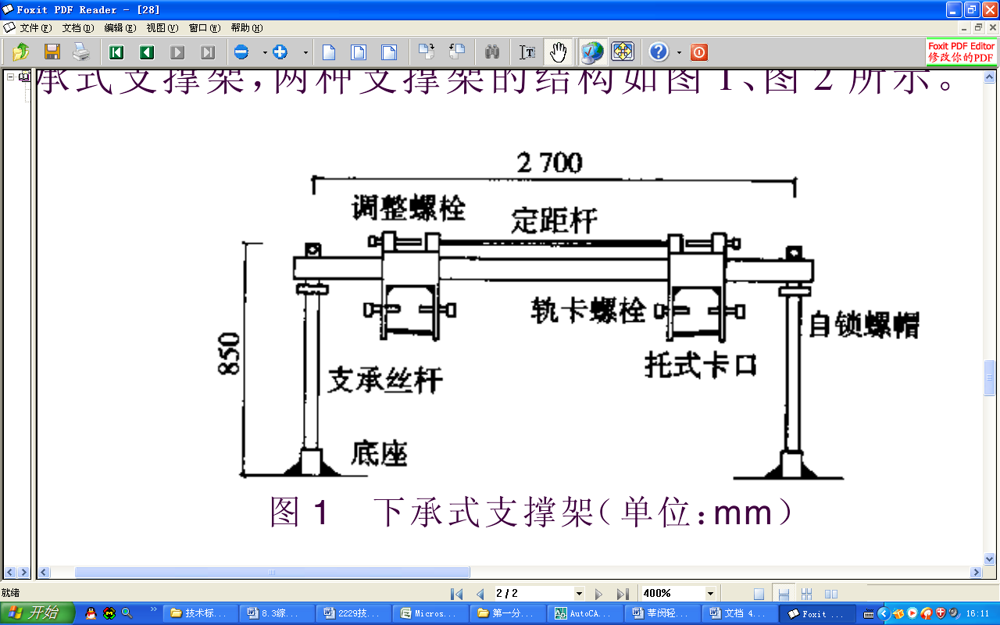 Foxit PDF Reader - [28]
文件(F) 文档(D) 编辑(E) 视图(V) 窗口(W) 帮助(H)
Foxit PDF Editor
修改你的PDF
承式支撑架,两种支撑架的结构如图1、图2所示。
2 700
调整螺栓
定距杆
轨卡螺栓
自锁螺帽
850
托式卡口
支承丝杆
底座
图1 下承式支撑架(单位:mm)
就绪
2 / 2
400%
开始
技术标...
8.3综...
2229技...
Micros...
第一分...
AutoCA...
莘闵轻...
文档 4...
Foxit ...
16:11